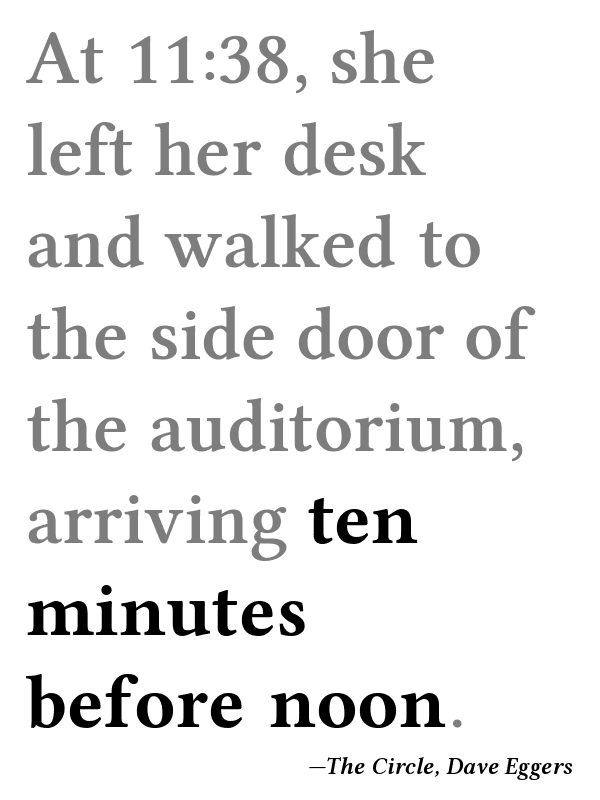 At 11:38, she
left her desk
and walked to
the side door of
the auditorium,
arriving ten
minutes
before noon.
—The Circle, Dave Eggers